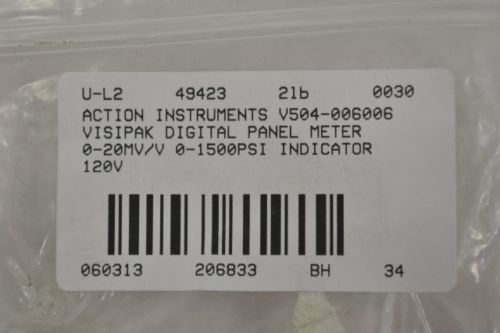 U-L2 49423 21b 0030
ACTION INSTRUMENTS V504-006006
VISIPAK DIGITAL PANEL METER
0-20MV/V 0-1500PSI INDICATOR
120V
060313 206833 BH 34